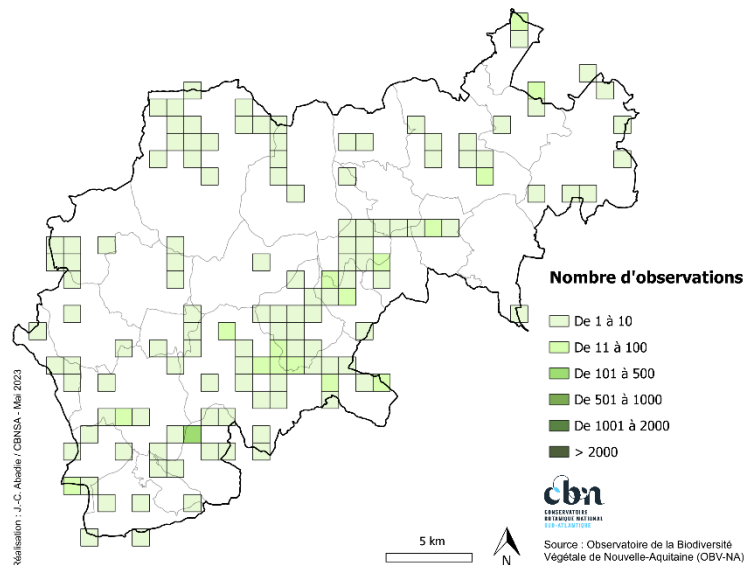 Nombre d'observations
De 1 à 10
De 11 à 100
De 101 à 500
De 501 à 1000
De 1001 à 2000
> 2000
cbn
CONSERVATOIRE
BOTANIQUE NATIONAL
SUD-ATLANTIQUE
5 km
N
Source : Observatoire de la Biodiversité
Végétale de Nouvelle-Aquitaine (OBV-NA)
Réalisation : J.-C. Abadie / CBNSA - Mai 2023